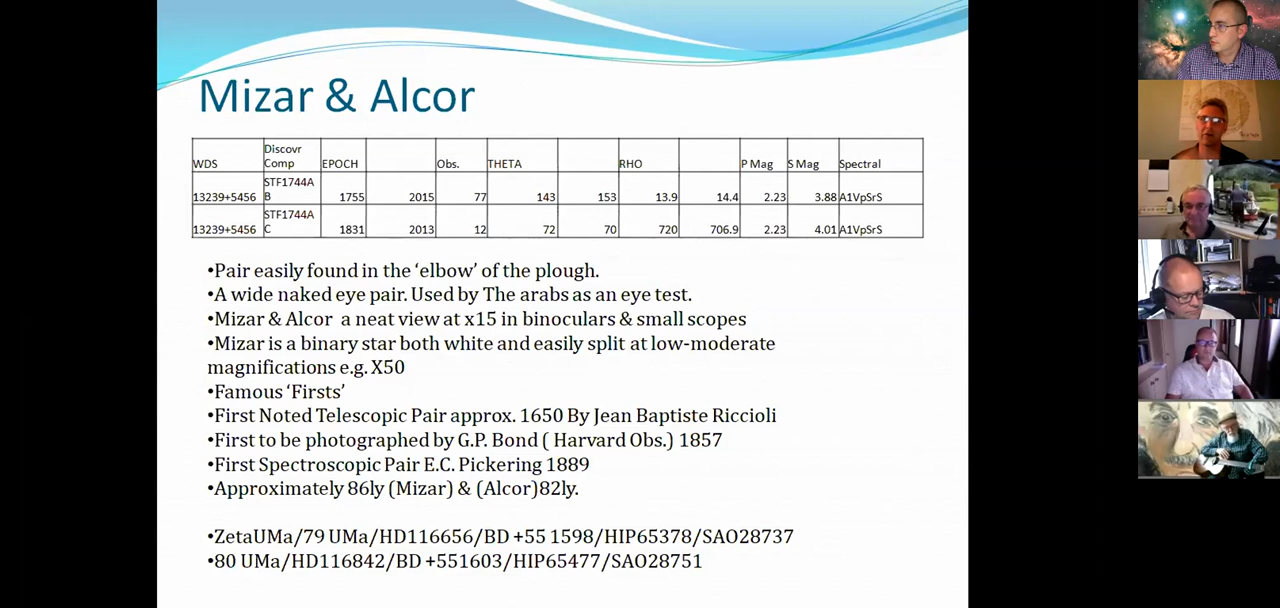 Mizar & Alcor
WDS Discovr Comp EPOCH Obs. THETA RHO P Mag S Mag Spectral
13239+5456 STF1744A B 1755 2015 77 143 153 13.9 14.4 2.23 3.88 A1VpSrS
13239+5456 STF1744A C 1831 2013 12 72 70 720 706.9 2.23 4.01 A1VpSrS
•Pair easily found in the ‘elbow’ of the plough.
•A wide naked eye pair. Used by The arabs as an eye test.
•Mizar & Alcor a neat view at x15 in binoculars & small scopes
•Mizar is a binary star both white and easily split at low-moderate
magnifications e.g. X50
•Famous ‘Firsts’
•First Noted Telescopic Pair approx. 1650 By Jean Baptiste Riccioli
•First to be photographed by G.P. Bond ( Harvard Obs.) 1857
•First Spectroscopic Pair E.C. Pickering 1889
•Approximately 86ly (Mizar) & (Alcor)82ly.
•ZetaUMa/79 UMa/HD116656/BD +55 1598/HIP65378/SAO28737
•80 UMa/HD116842/BD +551603/HIP65477/SAO28751